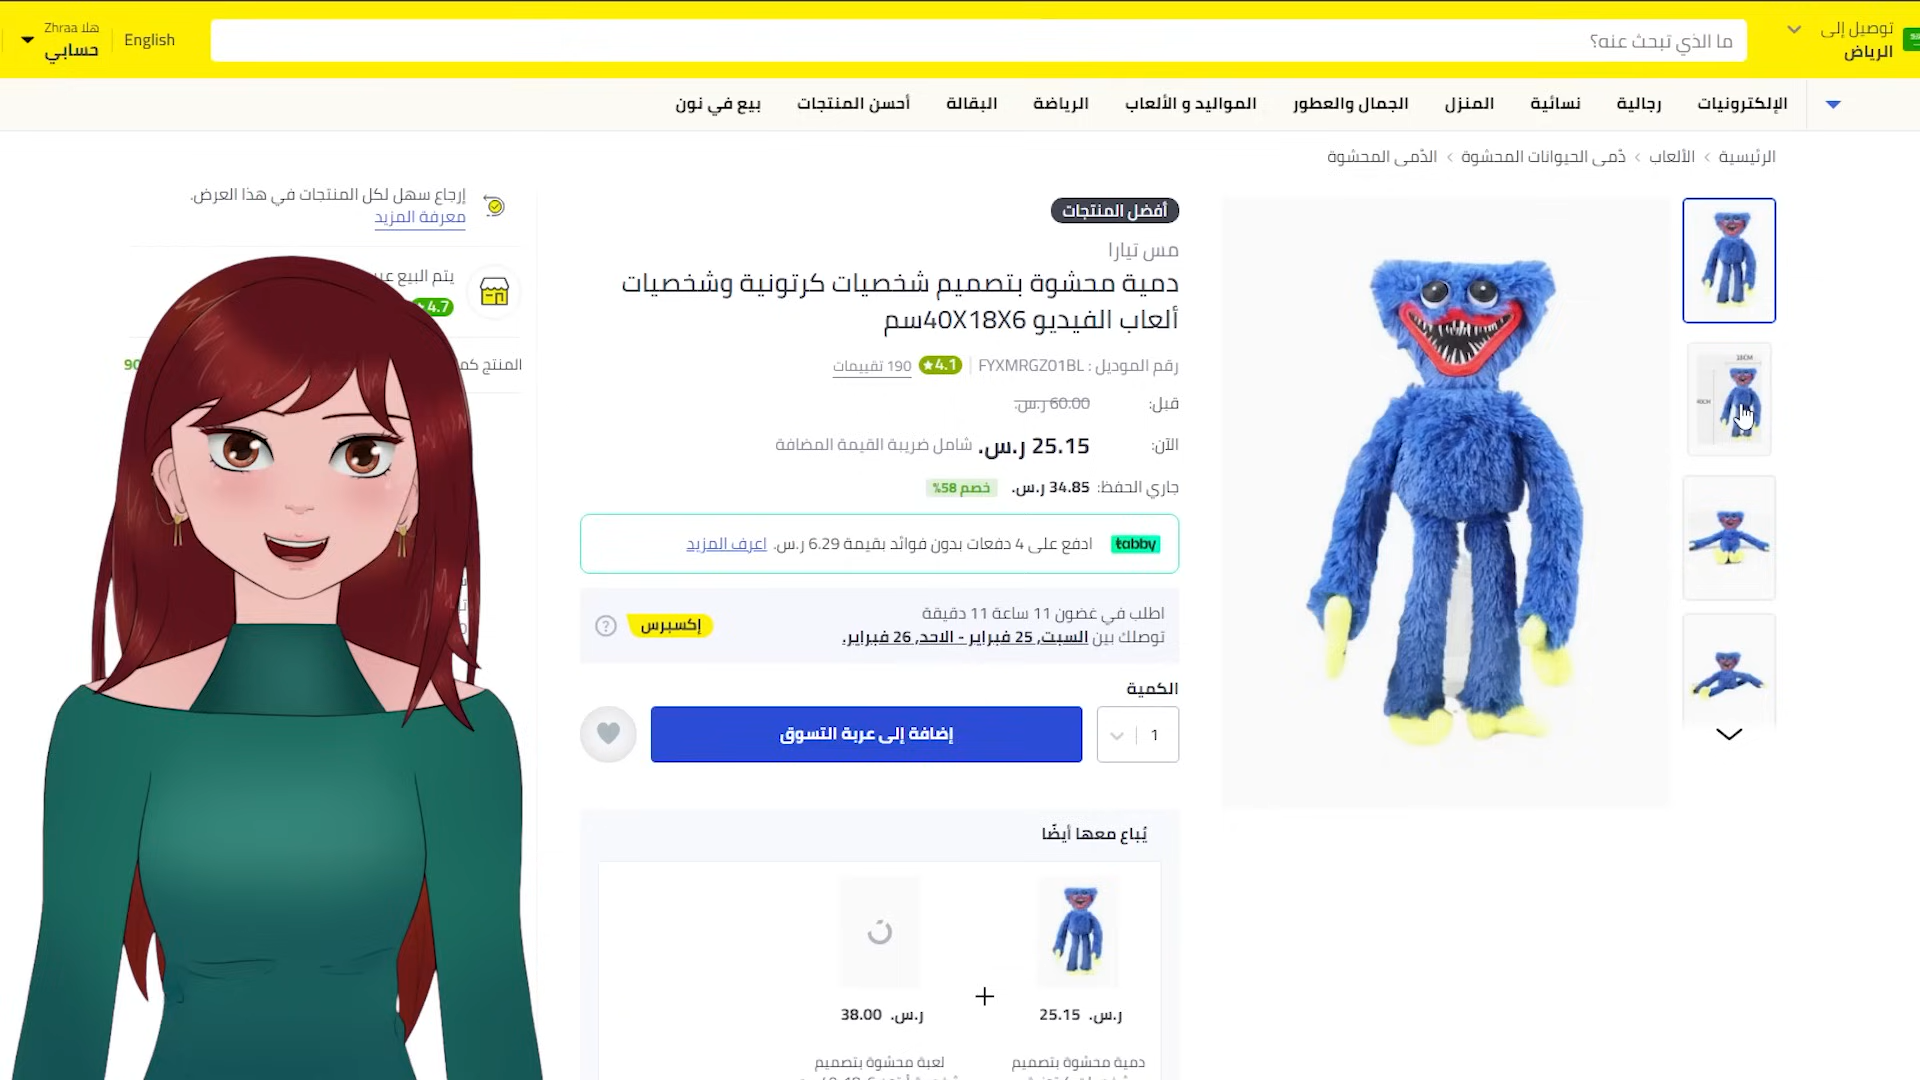 توصيل إلى
الرياض
ما الذي تبحث عنه؟
English
هلا Zhraa
حسابي
الإلكترونيات
رجالية
نسائية
المنزل
الجمال والعطور
المواليد و الألعاب
الرياضة
البقالة
أحسن المنتجات
بيع في نون
الرئيسية > الألعاب > دُمى الحيوانات المحشوة > الدُمى المحشوة
أفضل المنتجات
مس تيارا
دمية محشوة بتصميم شخصيات كرتونية وشخصيات
ألعاب الفيديو 40X18X6سم
رقم الموديل : FYXMRGZ01BL
4.1
190 تقييمات
قبل: 60.00 ر.س.
الآن: 25.15 ر.س. شامل ضريبة القيمة المضافة
جاري الحفظ: 34.85 ر.س. خصم 58%
tabby
ادفع على 4 دفعات بدون فوائد بقيمة 6.29 ر.س. اعرف المزيد
اطلب في غضون 11 ساعة 11 دقيقة
توصلك بين السبت, 25 فبراير - الاحد, 26 فبراير.
إكسبرس
?
الكمية
1
إضافة إلى عربة التسوق
يُباع معها أيضًا
ر.س. 25.15
+
ر.س. 38.00
دمية محشوة بتصميم
لعبة محشوة بتصميم
إرجاع سهل لكل المنتجات في هذا العرض.
معرفة المزيد
يتم البيع
4.7
المنتج
90